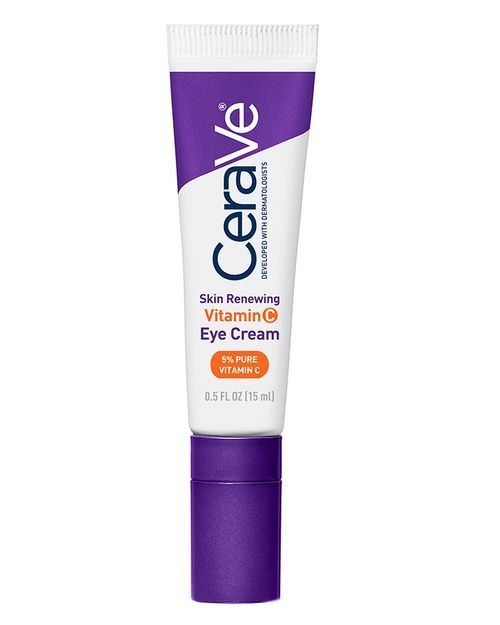 CeraVe®
DEVELOPED WITH DERMATOLOGISTS
Skin Renewing
Vitamin C
Eye Cream
5% PURE
VITAMIN C
0.5 FL OZ (15 ml)